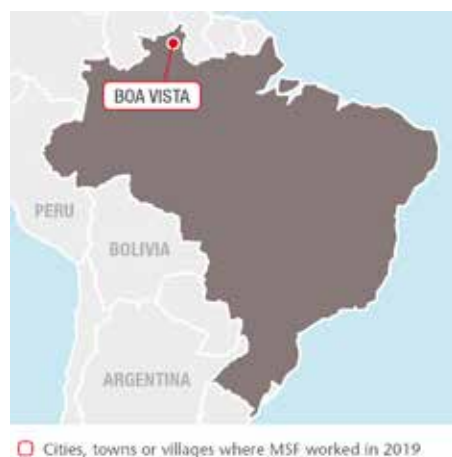 BOA VISTA
PERU
BOLIVIA
ARGENTINA
Cities, towns or villages where MSF worked in 2019